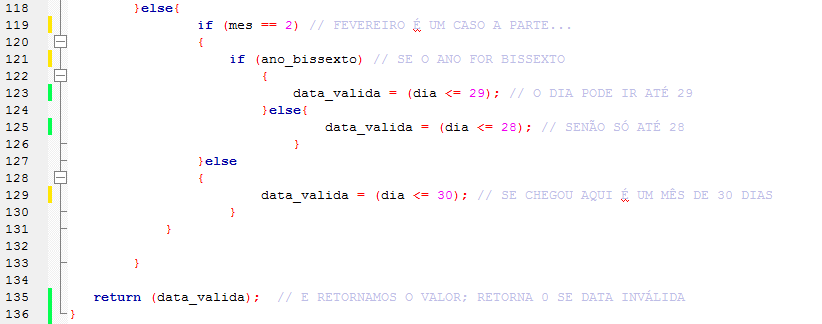 118 }else{
119 if (mes == 2) // FEVEREIRO É UM CASO A PARTE...
120 {
121 if (ano_bissexto) // SE O ANO FOR BISSEXTO
122 {
123 data_valida = (dia <= 29); // O DIA PODE IR ATÉ 29
124 }else{
125 data_valida = (dia <= 28); // SENÃO SÓ ATÉ 28
126 }
127 }else
128 {
129 data_valida = (dia <= 30); // SE CHEGOU AQUI É UM MÊS DE 30 DIAS
130 }
131 }
132
133 }
134
135 return (data_valida); // E RETORNAMOS O VALOR; RETORNA 0 SE DATA INVÁLIDA
136 }